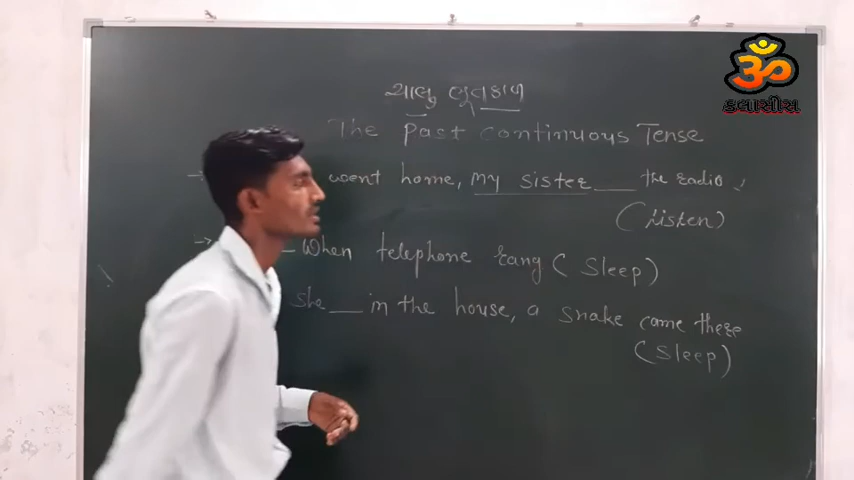 ચાલુ ભૂતકાળ
ૐ
કલાસીસ
The Past continuous Tense
went home, my sister ___ the radio.
(Listen)
- When telephone rang (Sleep)
she ___ in the house, a snake came there
(Sleep)